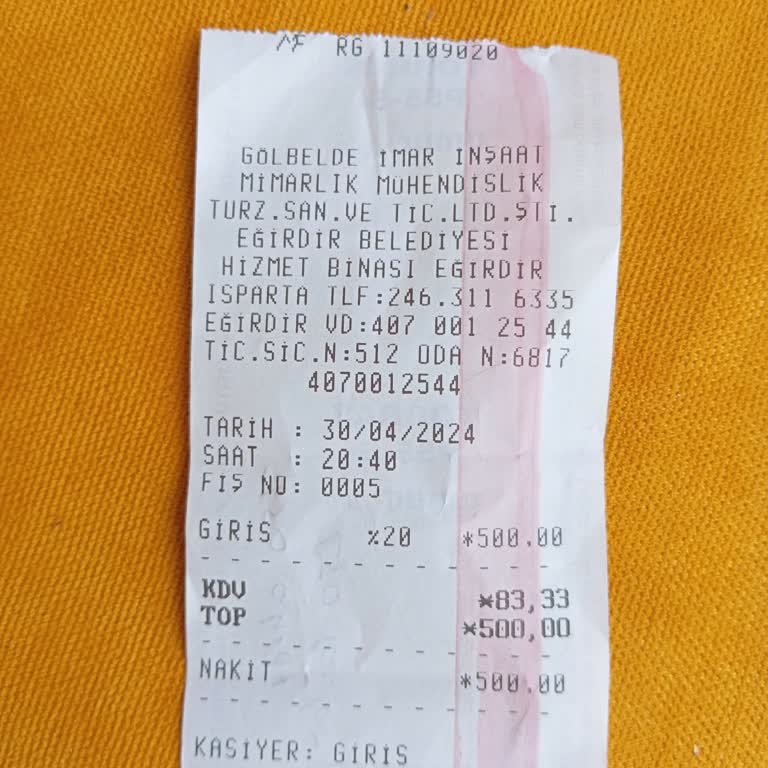 RG 11109020
GÖLBELDE İMAR INŞAAT
MİMARLIK MÜHENDİSLİK
TURZ.SAN.VE TİC.LTD.ŞTİ.
EĞİRDİR BELEDİYESİ
HİZMET BİNASI EĞİRDİR
ISPARTA TLF:246.311 6335
EĞİRDİR VD:407 001 25 44
TİC.SİC.N:512 ODA N:6817
4070012544
TARİH : 30/04/2024
SAAT : 20:40
FİŞ NO: 0005
GİRİS %20 *500,00
KDV *83,33
TOP *500,00
NAKİT *500,00
KASİYER: GİRİS